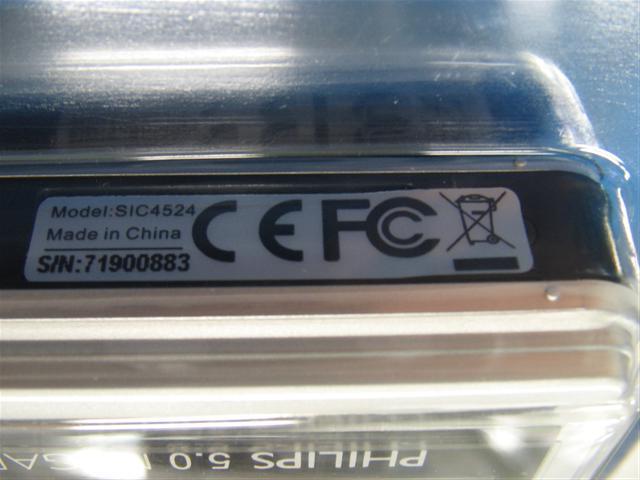 Model:SIC4524
Made in China
S/N:71900883
CE FC
PHILIPS 5.0